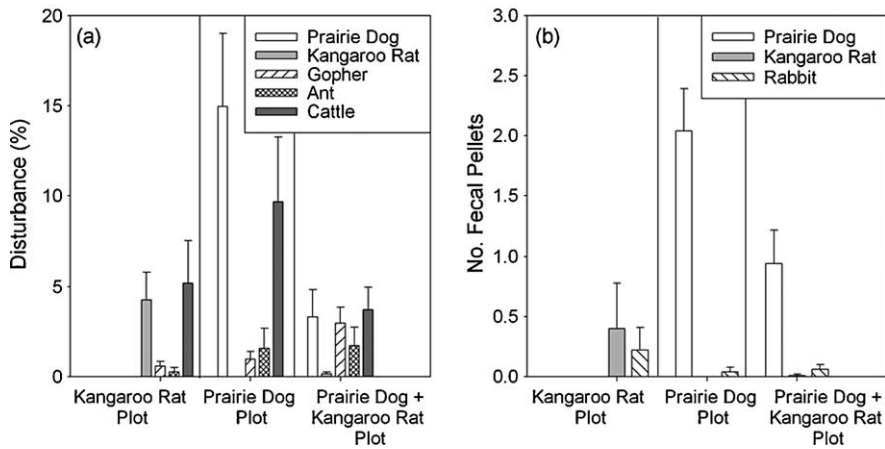 (a)
Prairie Dog
Kangaroo Rat
Gopher
Ant
Cattle
Disturbance (%)
20
15
10
5
0
Kangaroo Rat
Plot
Prairie Dog
Plot
Prairie Dog +
Kangaroo Rat
Plot
(b)
Prairie Dog
Kangaroo Rat
Rabbit
No. Fecal Pellets
3.0
2.5
2.0
1.5
1.0
0.5
0.0
Kangaroo Rat
Plot
Prairie Dog
Plot
Prairie Dog +
Kangaroo Rat
Plot